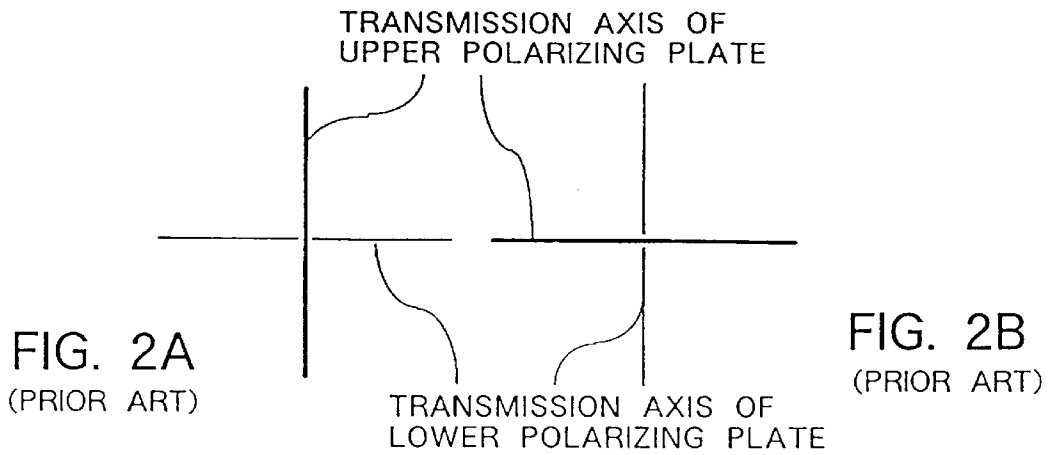 TRANSMISSION AXIS OF
UPPER POLARIZING PLATE
FIG. 2A
(PRIOR ART)
FIG. 2B
(PRIOR ART)
TRANSMISSION AXIS OF
LOWER POLARIZING PLATE